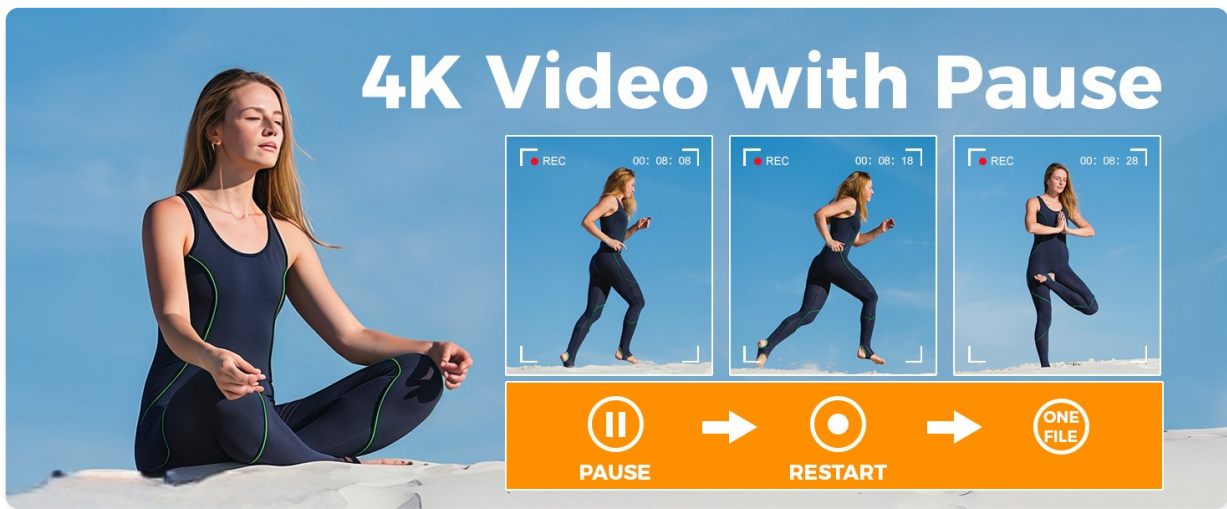 4K Video with Pause
REC 00: 08: 08
REC 00: 08: 18
REC 00: 08: 28
PAUSE
RESTART
ONE
FILE